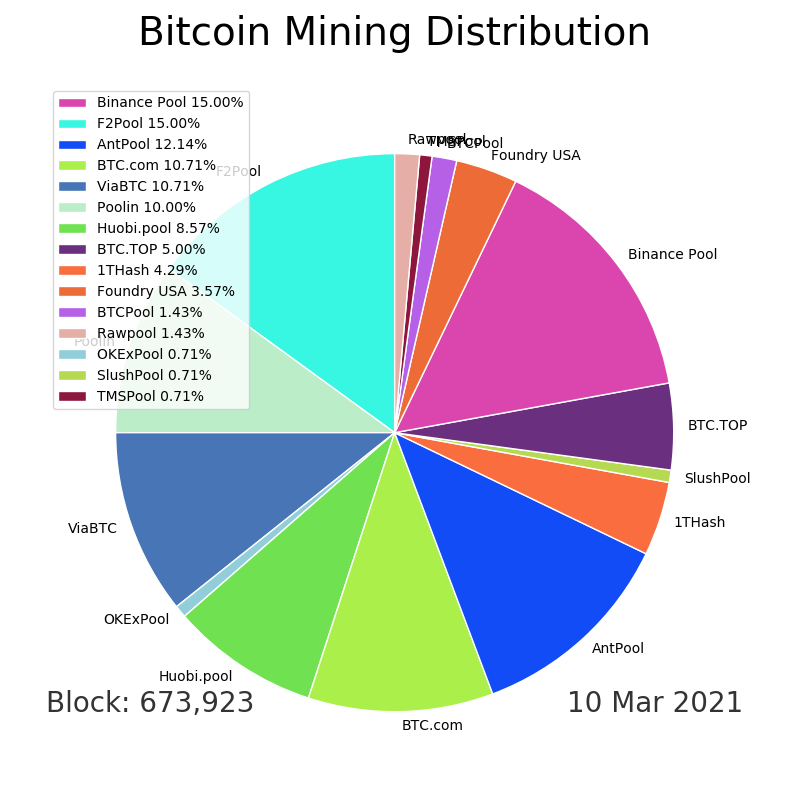 Bitcoin Mining Distribution
Binance Pool 15.00%
F2Pool 15.00%
AntPool 12.14%
BTC.com 10.71%
ViaBTC 10.71%
Poolin 10.00%
Huobi.pool 8.57%
BTC.TOP 5.00%
1THash 4.29%
Foundry USA 3.57%
BTCPool 1.43%
Rawpool 1.43%
OKExPool 0.71%
SlushPool 0.71%
TMSPool 0.71%
Rawpool
TMSPool
BTCPool
Foundry USA
F2Pool
Binance Pool
Poolin
BTC.TOP
SlushPool
1THash
ViaBTC
OKExPool
AntPool
Huobi.pool
BTC.com
Block: 673,923
10 Mar 2021